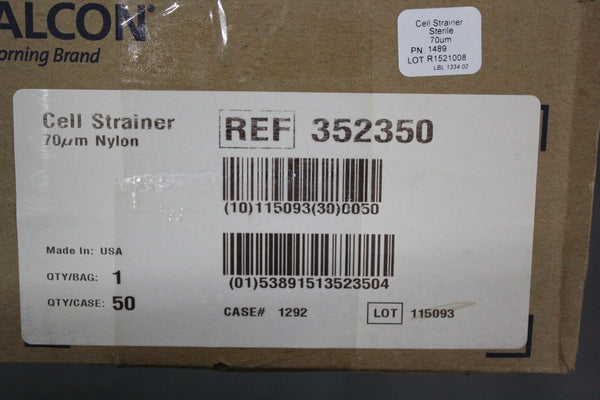 ALCON®
orning Brand
Cell Strainer
Sterile
70um
PN: 1489
LOT R1521008
LBL 1334 02
Cell Strainer
70µm Nylon
REF 352350
(10)115093(30)0050
Made In: USA
(01)53891513523504
QTY/BAG: 1
QTY/CASE: 50
CASE# 1292
LOT 115093